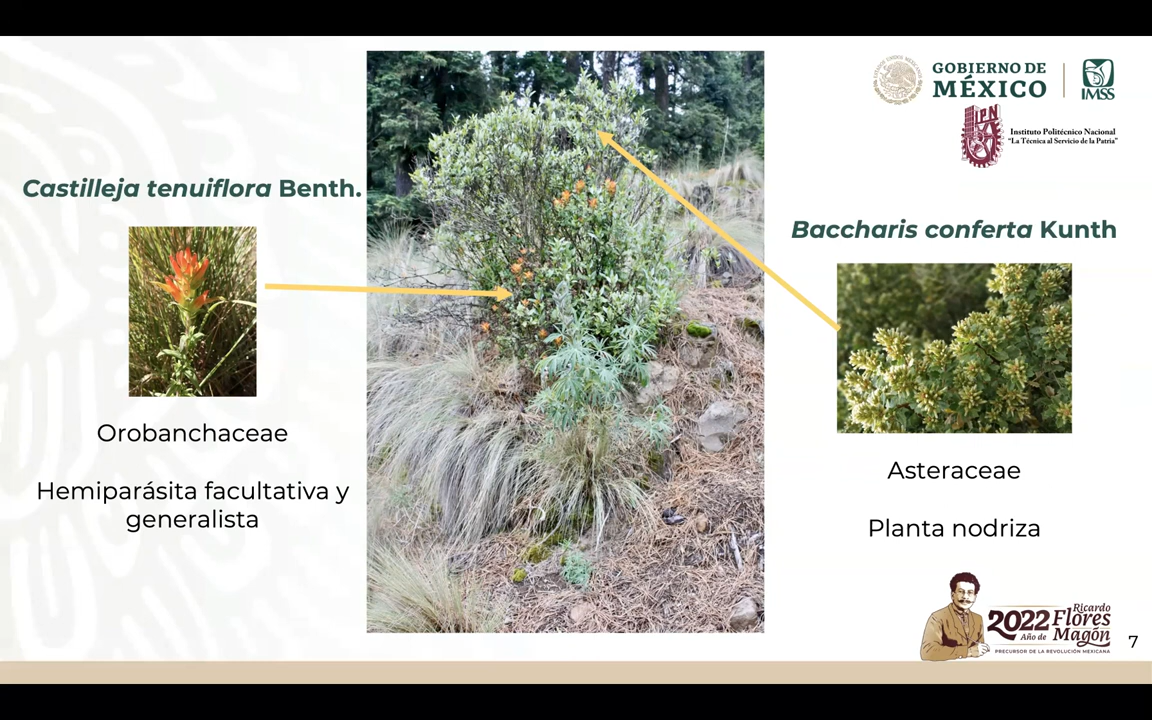 GOBIERNO DE
MÉXICO
IMSS
IPN
Instituto Politécnico Nacional
"La Técnica al Servicio de la Patria"
Castilleja tenuiflora Benth.
Baccharis conferta Kunth
Orobanchaceae
Hemiparásita facultativa y
generalista
Asteraceae
Planta nodriza
2022 Ricardo
Flores
Año de Magón
PRECURSOR DE LA REVOLUCIÓN MEXICANA
7